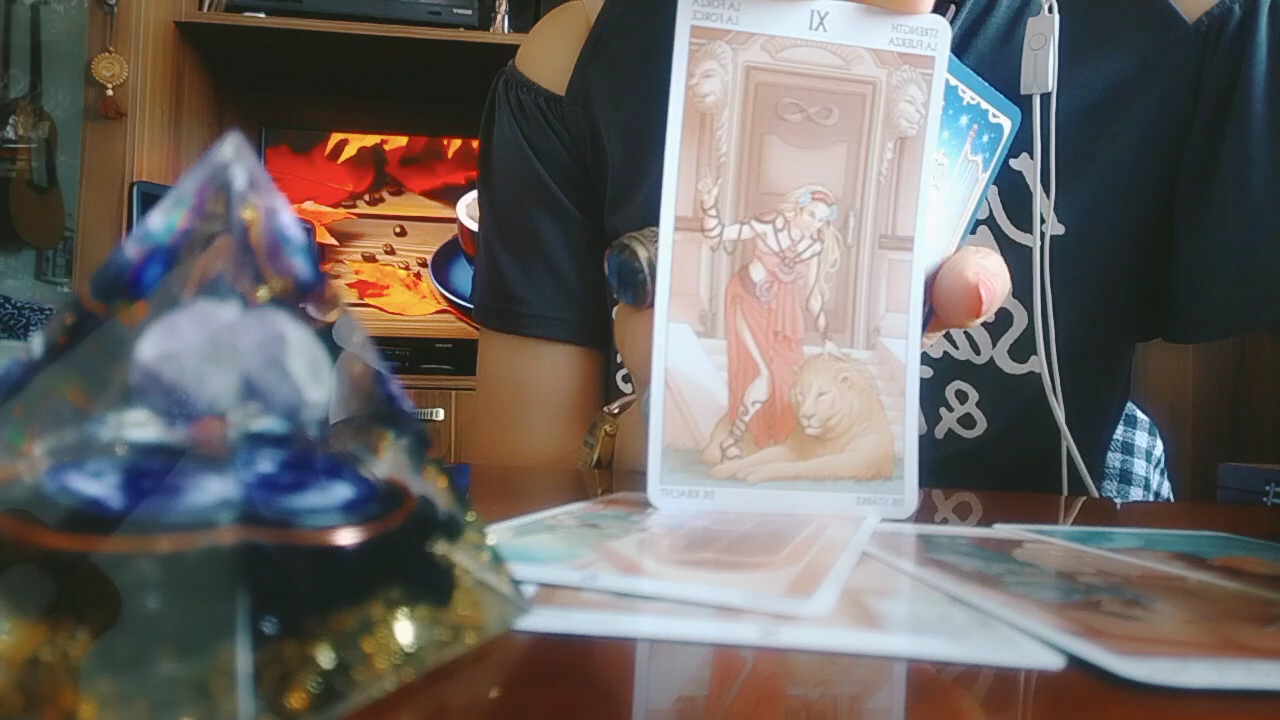 STRENGTH
LA FUERZA
XI
LA FORZA
LA FORCE
DIE STÄRKE
DE KRACHT
&